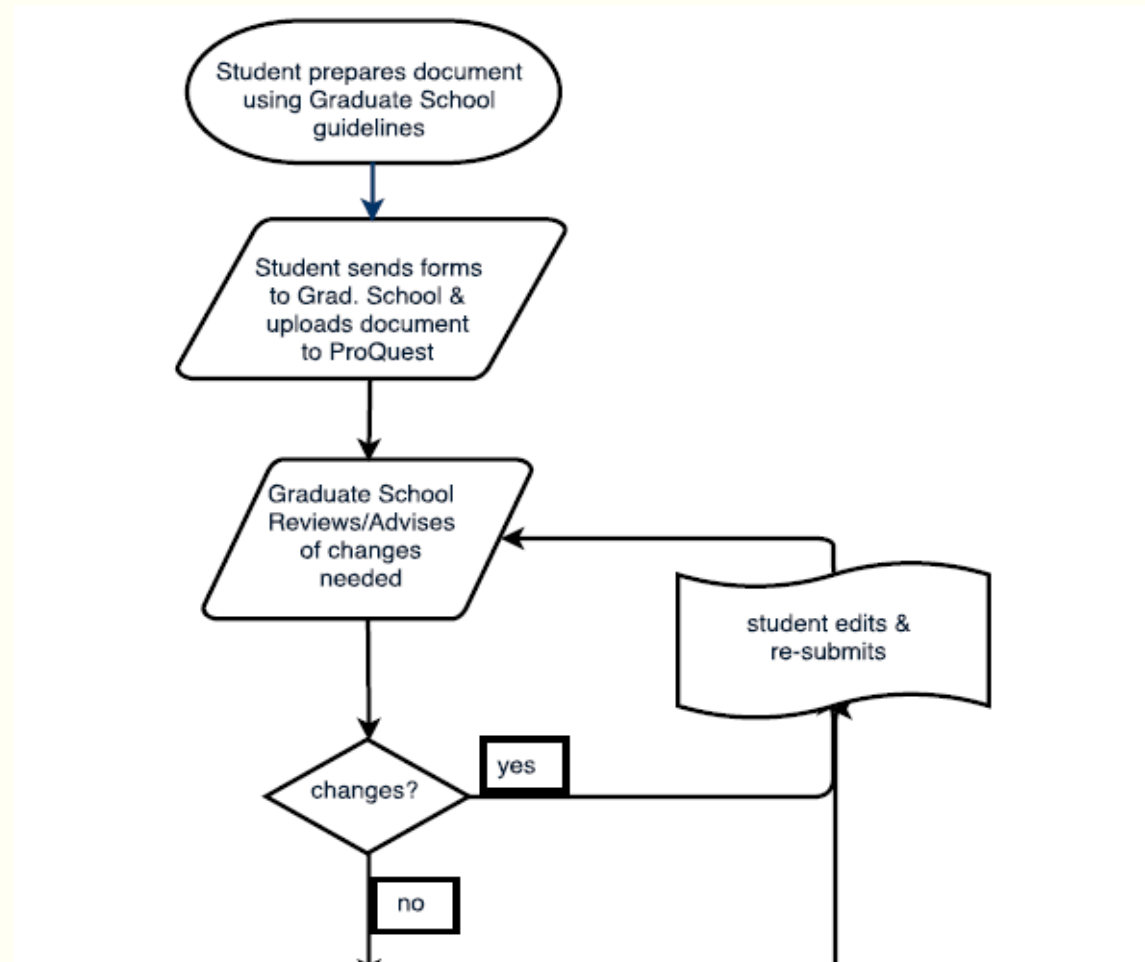 Student prepares document
using Graduate School
guidelines
Student sends forms
to Grad. School &
uploads document
to ProQuest
Graduate School
Reviews/Advises
of changes
needed
student edits &
re-submits
changes?
yes
no